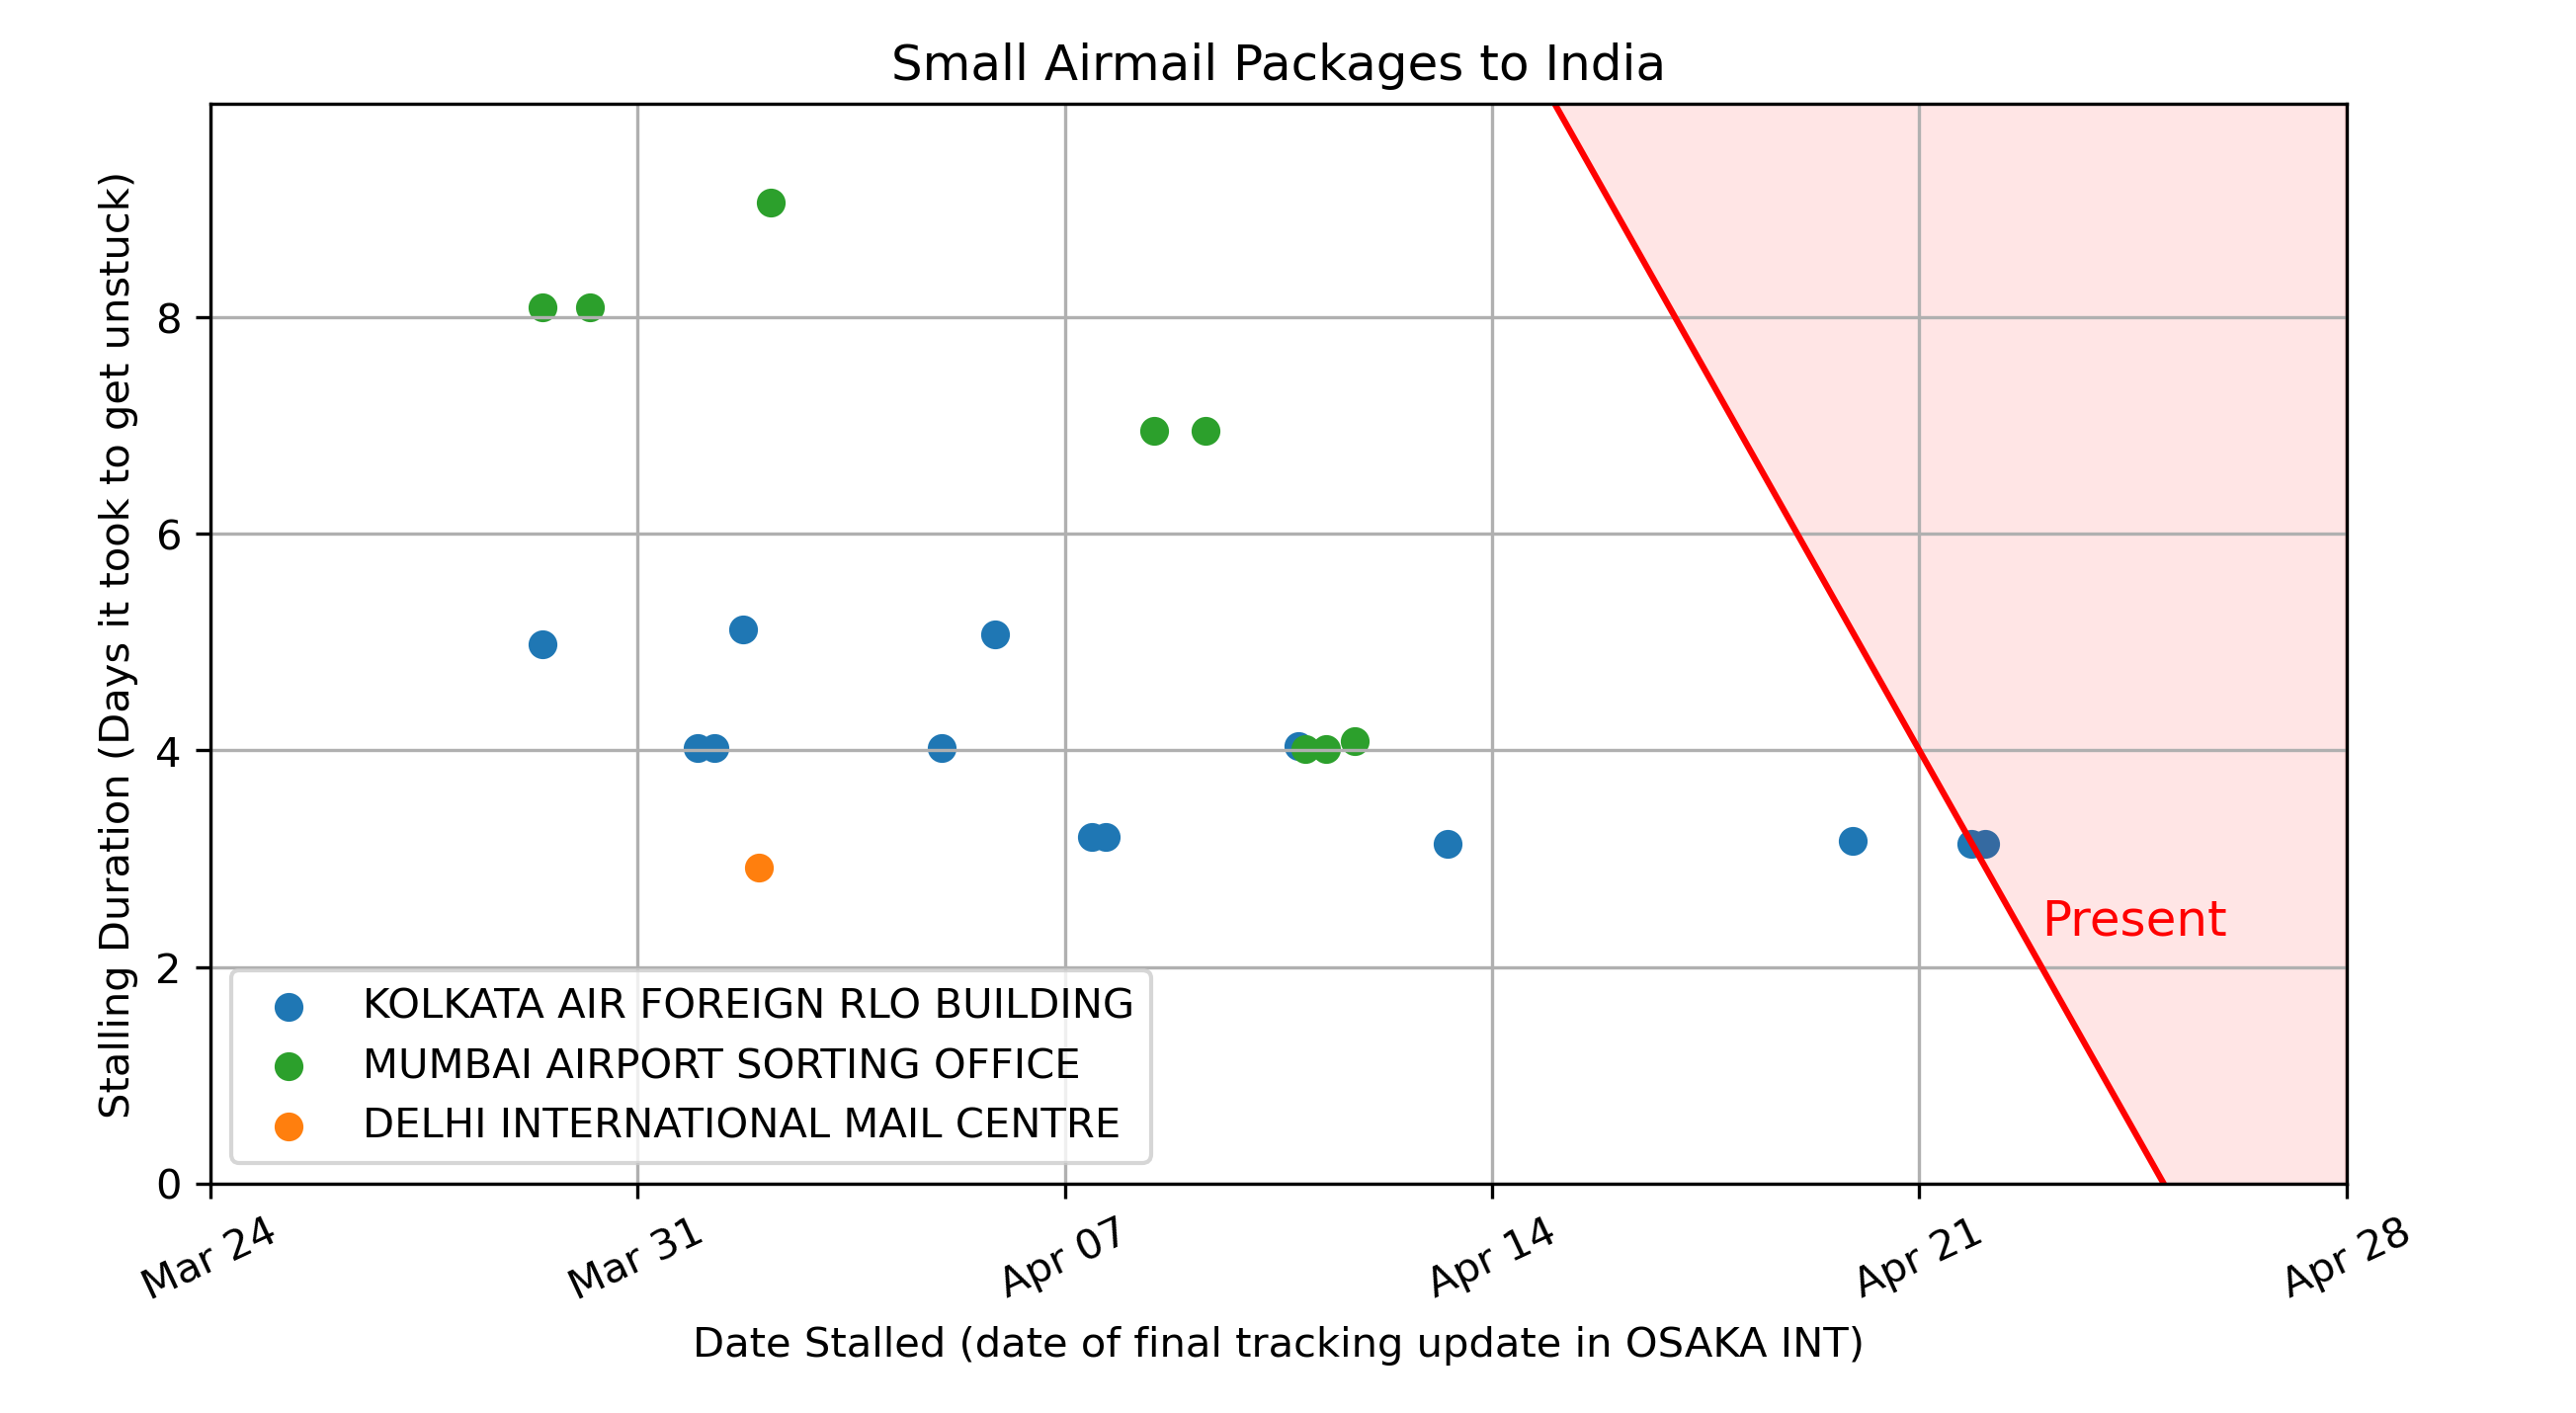 Small Airmail Packages to India
Stalling Duration (Days it took to get unstuck)
8
6
4
2
0
Present
KOLKATA AIR FOREIGN RLO BUILDING
MUMBAI AIRPORT SORTING OFFICE
DELHI INTERNATIONAL MAIL CENTRE
Mar 24
Mar 31
Apr 07
Apr 14
Apr 21
Apr 28
Date Stalled (date of final tracking update in OSAKA INT)